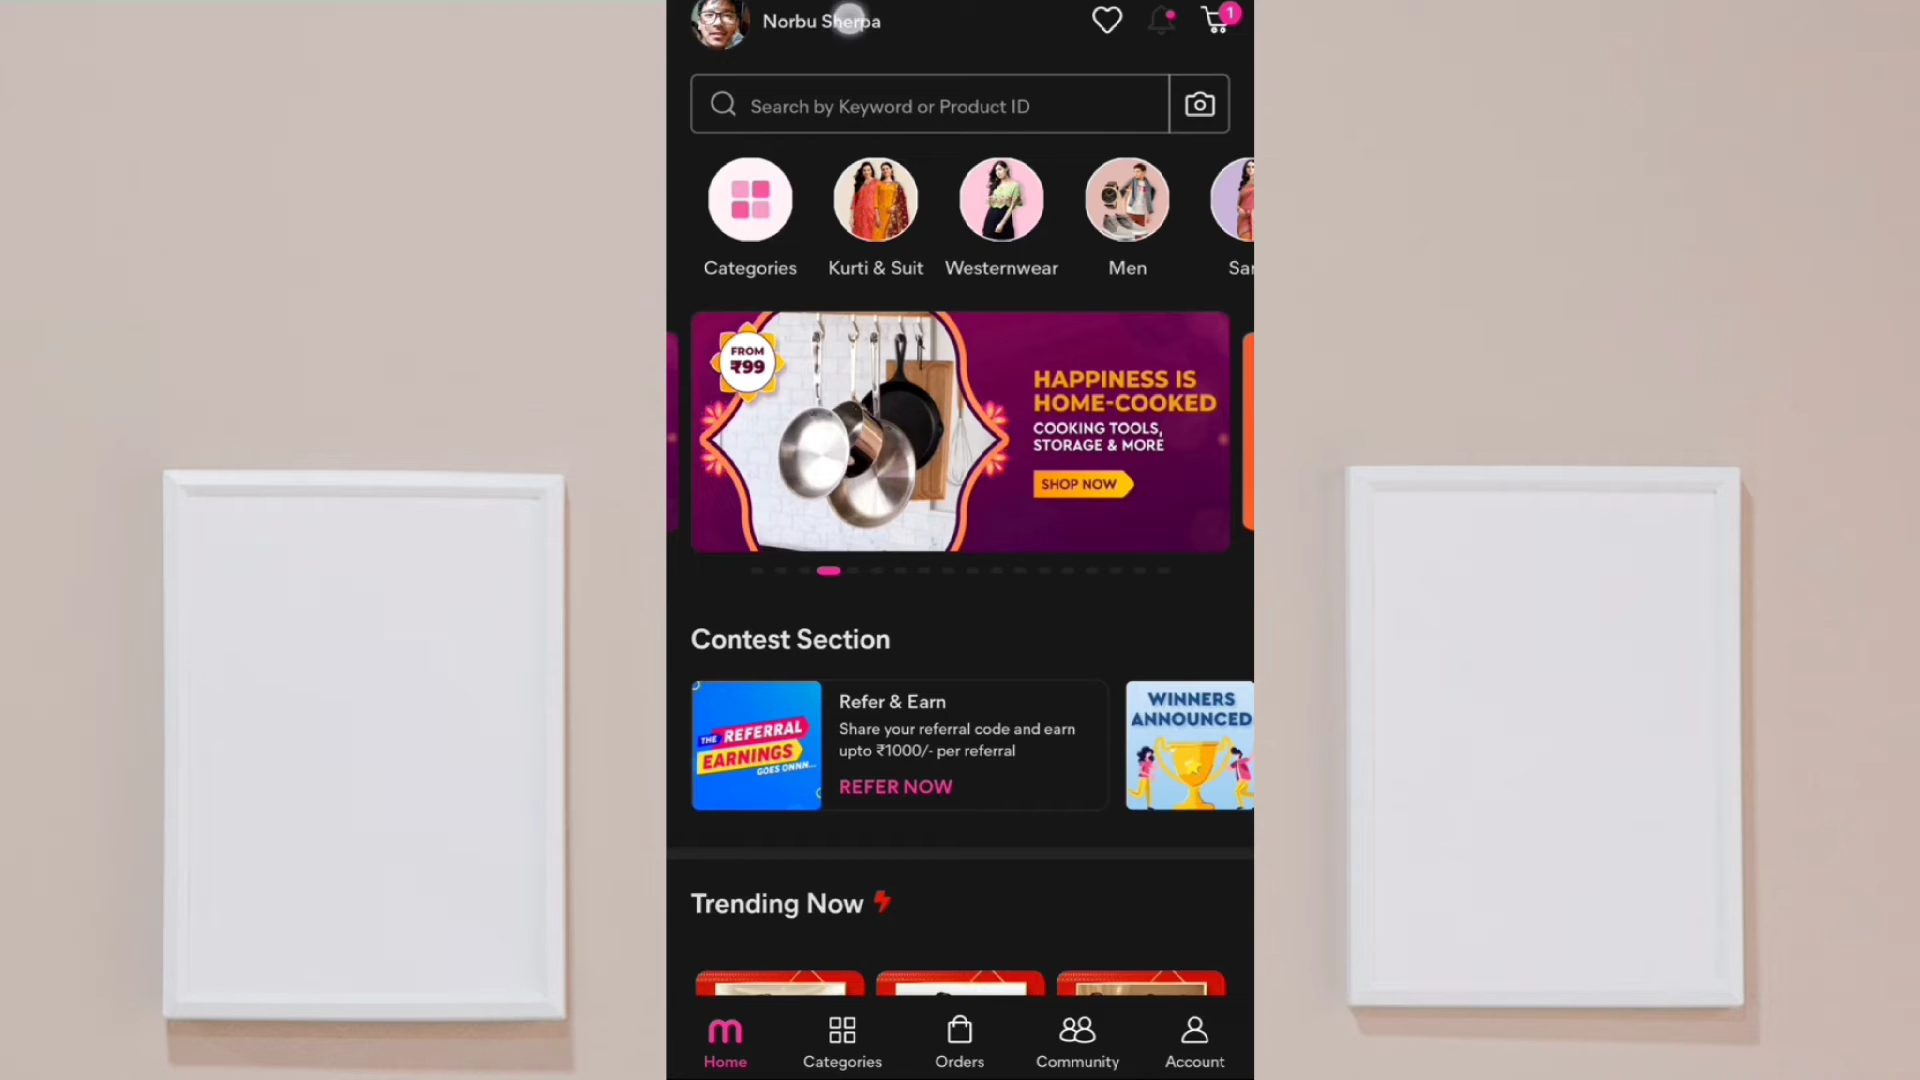 Norbu Sherpa
1
Search by Keyword or Product ID
Categories
Kurti & Suit
Westernwear
Men
Sar
FROM
₹99
HAPPINESS IS
HOME-COOKED
COOKING TOOLS,
STORAGE & MORE
SHOP NOW
Contest Section
THE REFERRAL
EARNINGS
GOES ONNN...
Refer & Earn
Share your referral code and earn
upto ₹1000/- per referral
REFER NOW
WINNERS
ANNOUNCED
Trending Now
m
Home
Categories
Orders
Community
Account